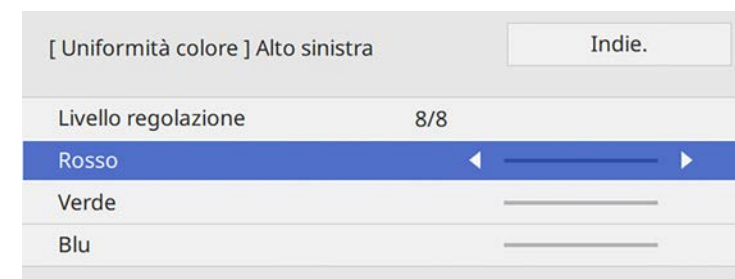 [ Uniformità colore ] Alto sinistra
Indie.
Livello regolazione 8/8
Rosso
Verde
Blu